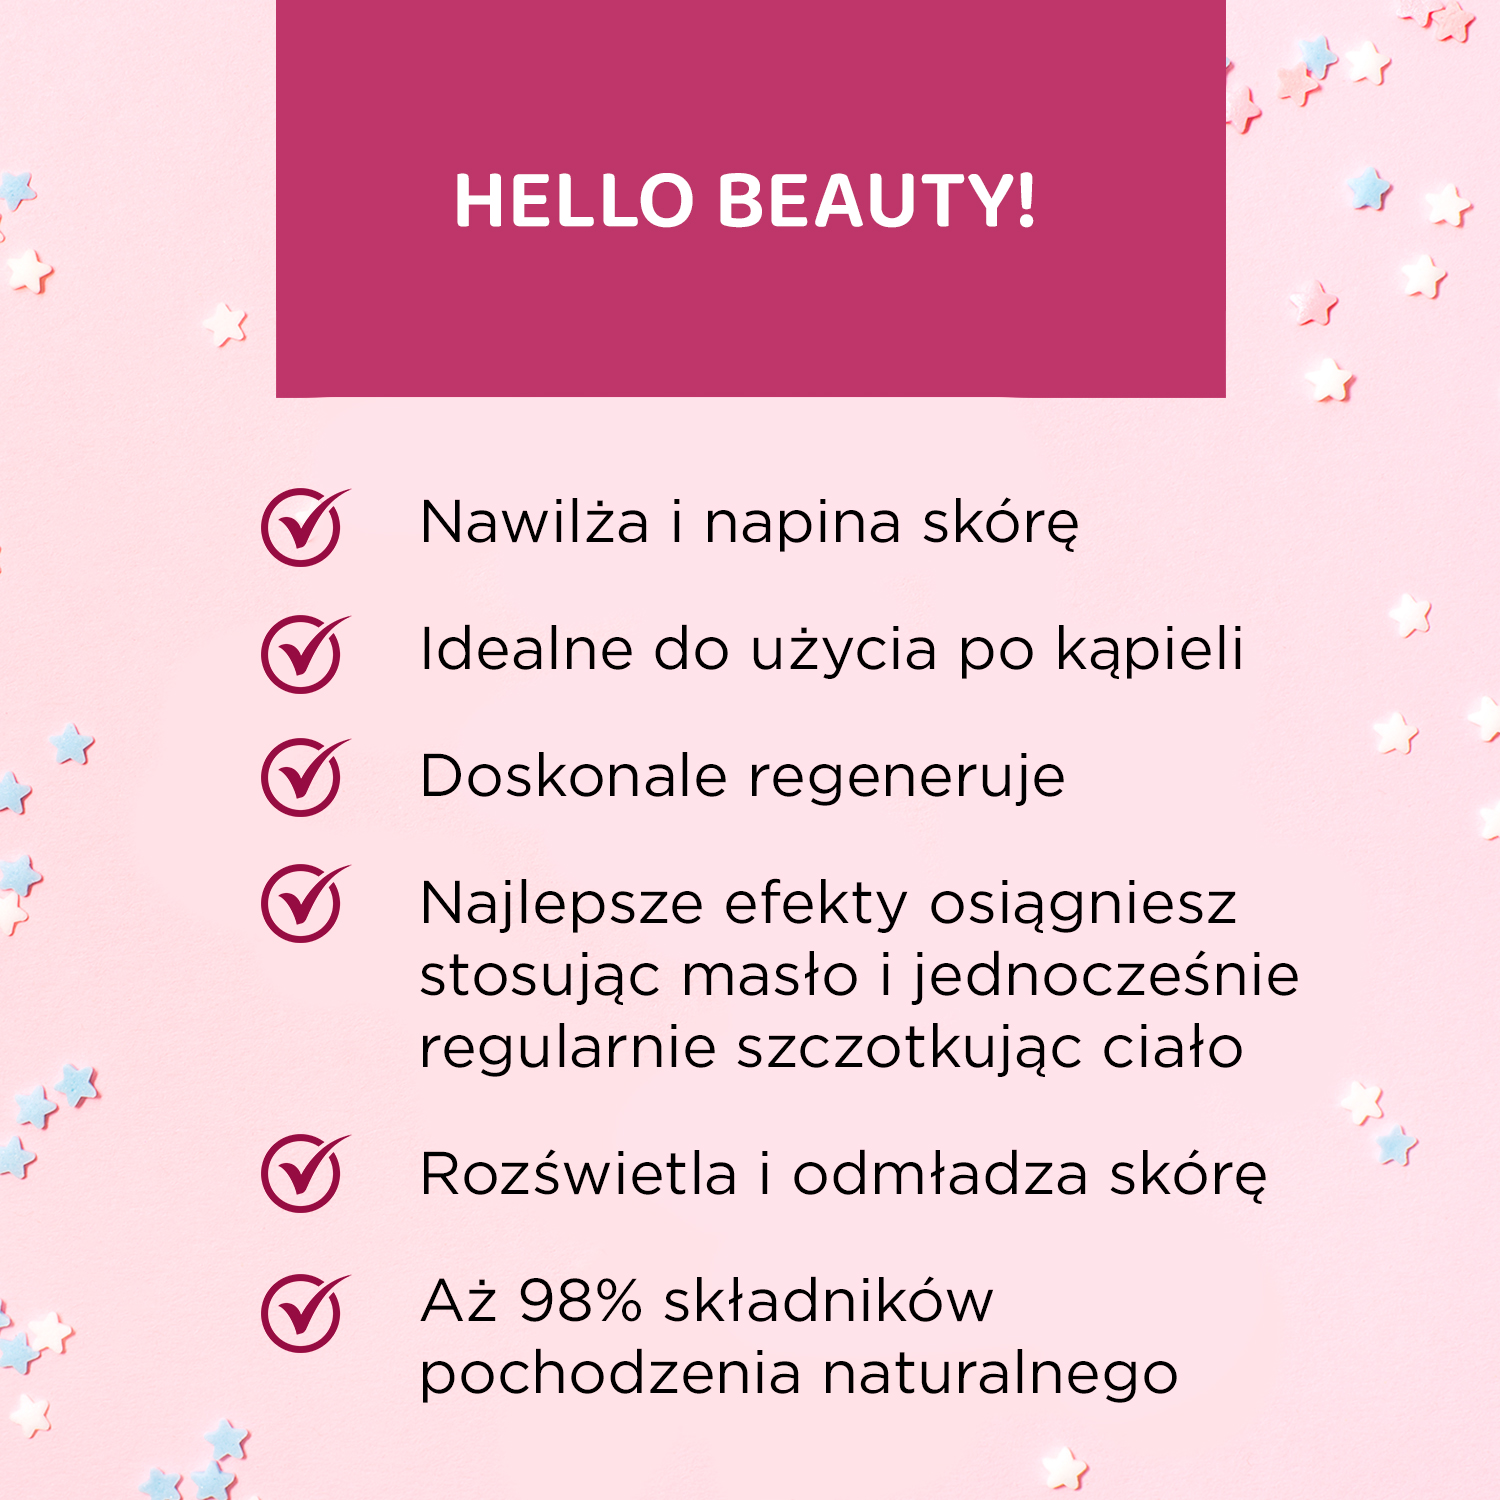 HELLO BEAUTY!
Nawilża i napina skórę
Idealne do użycia po kąpieli
Doskonale regeneruje
Najlepsze efekty osiągniesz
stosując masło i jednocześnie
regularnie szczotkując ciało
Rozświetla i odmładza skórę
Aż 98% składników
pochodzenia naturalnego